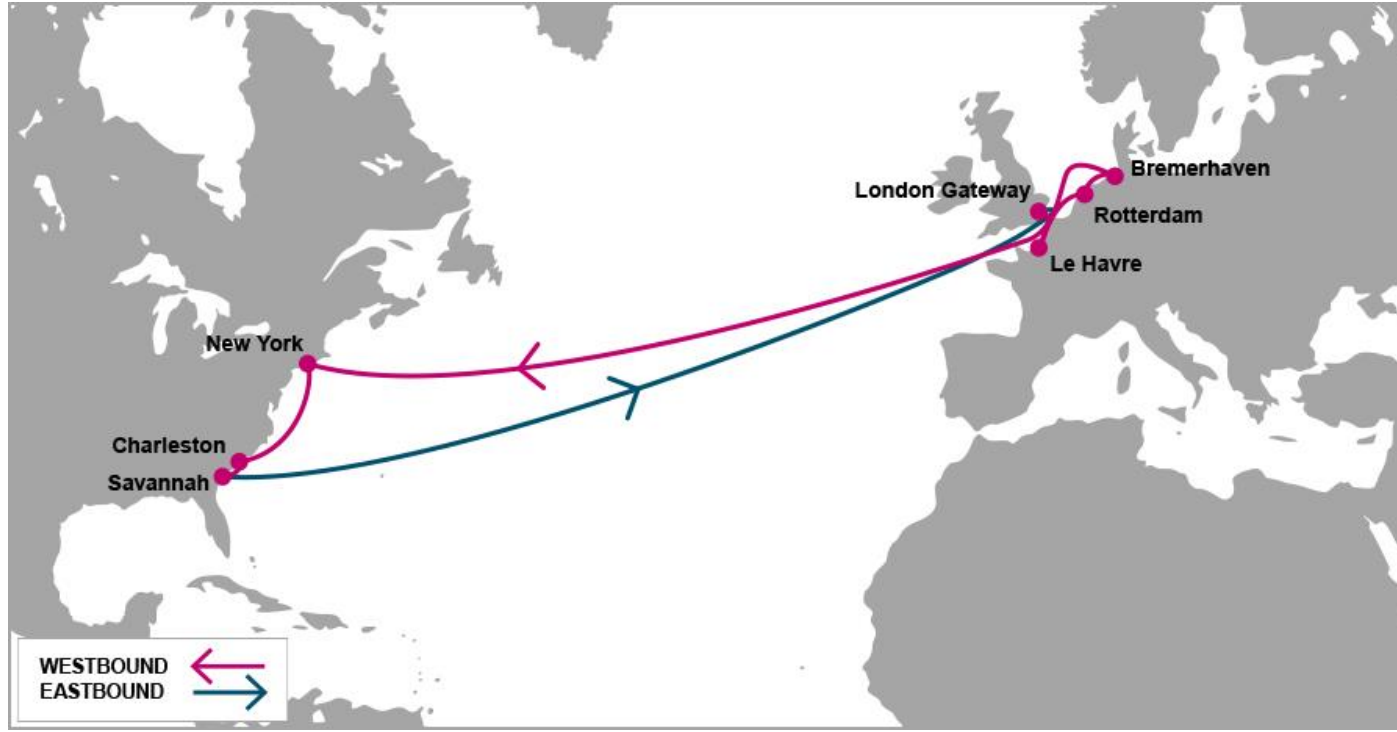 Bremerhaven
London Gateway
Rotterdam
Le Havre
New York
Charleston
Savannah
WESTBOUND
EASTBOUND